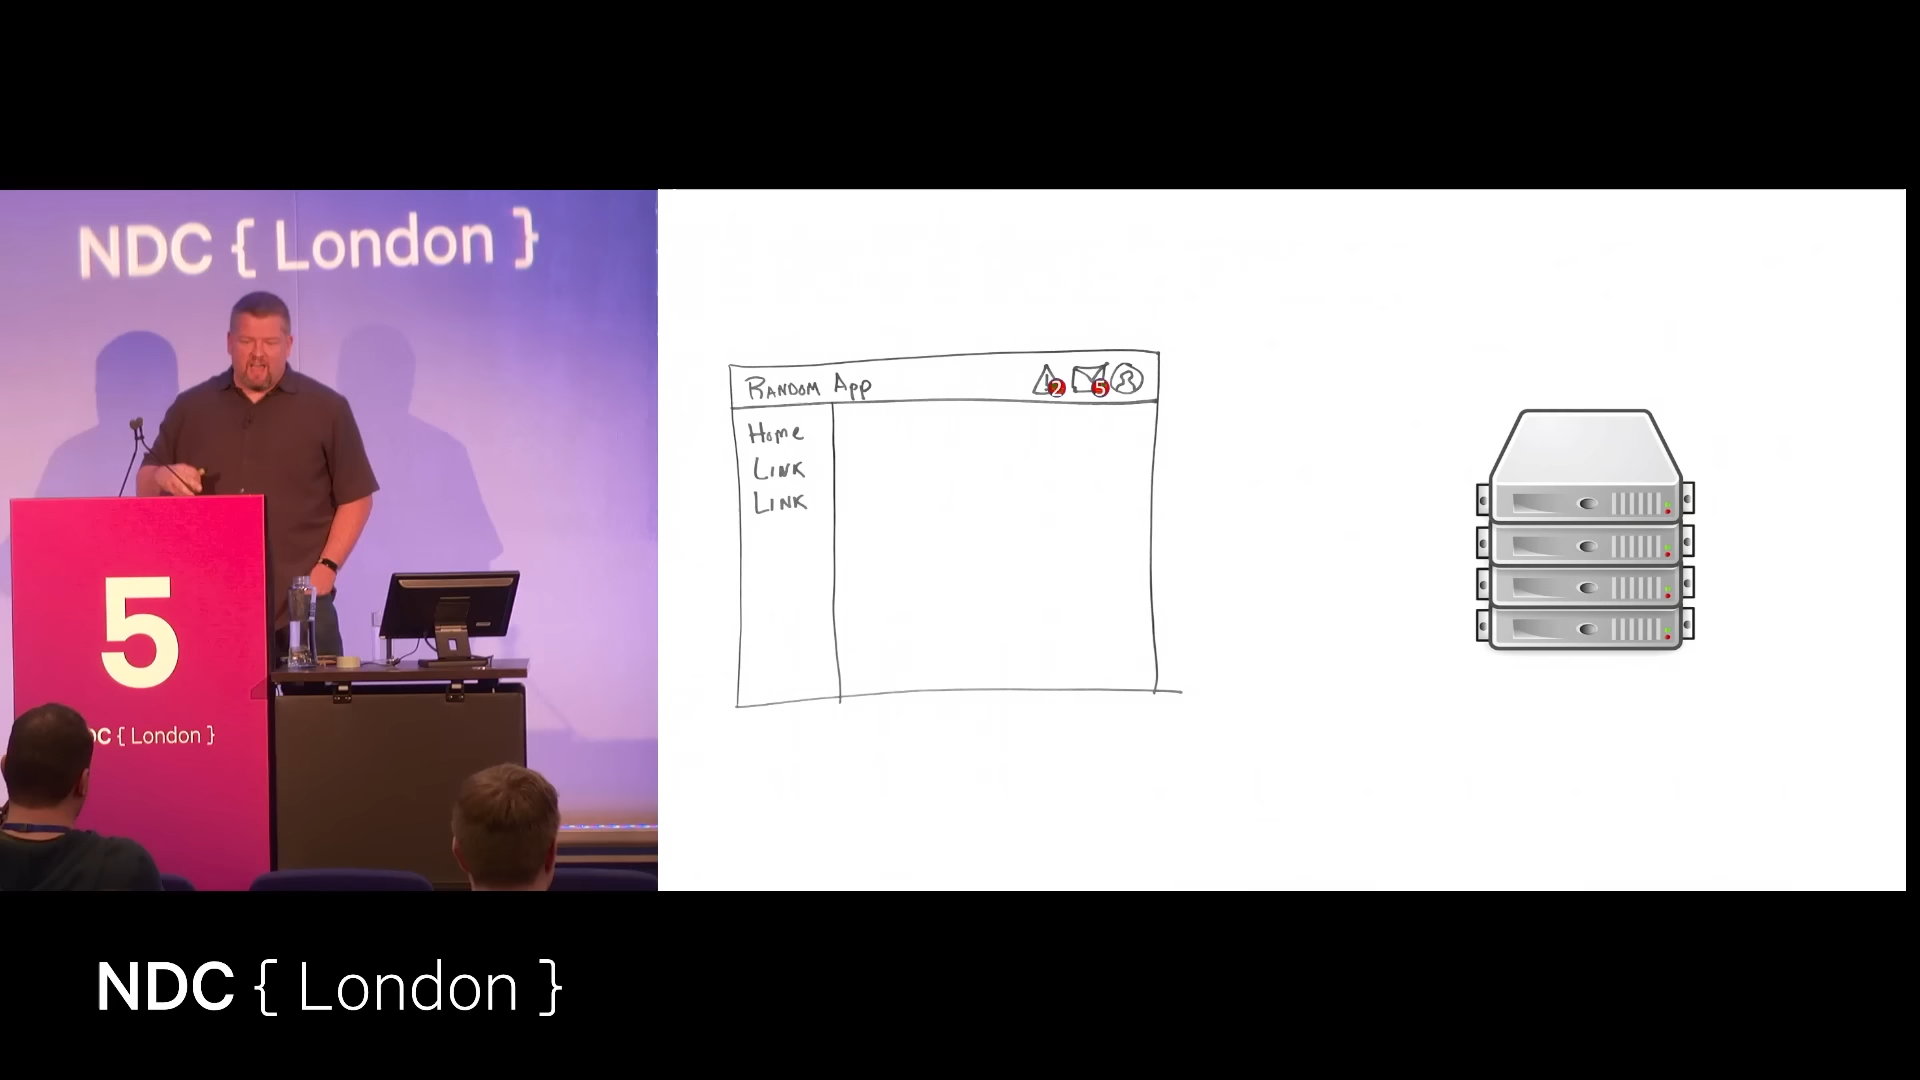 NDC { London }
5
DC { London }
RANDOM App
2
5
Home
LINK
LINK
NDC { London }